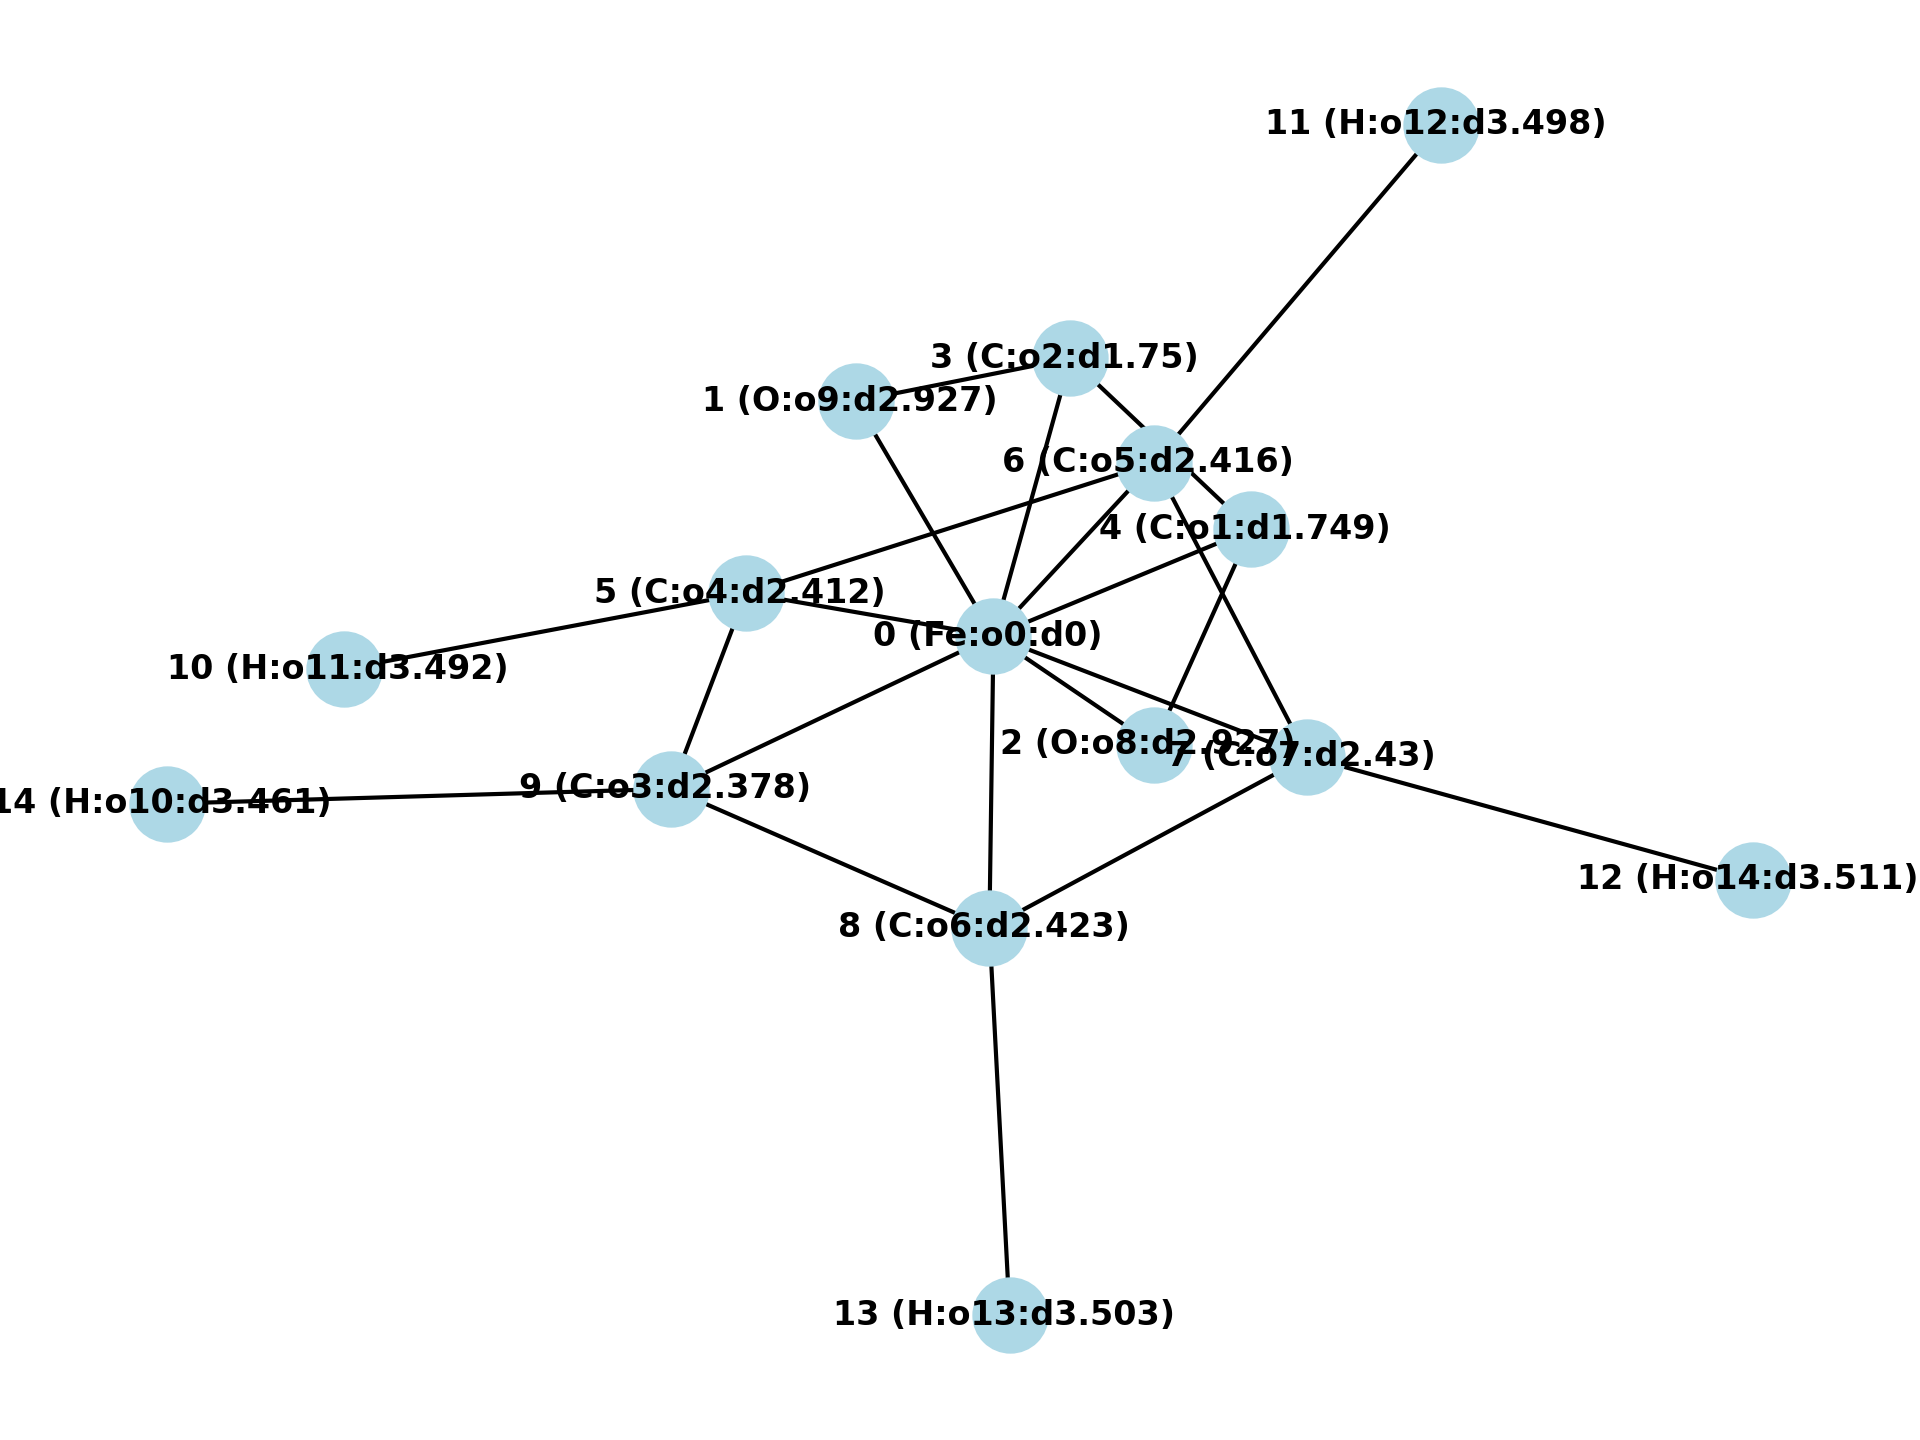 11 (H:o12:d3.498)
3 (C:o2:d1.75)
1 (O:o9:d2.927)
6 (C:o5:d2.416)
4 (C:o1:d1.749)
5 (C:o4:d2.412)
0 (Fe:o0:d0)
10 (H:o11:d3.492)
2 (O:o8:d2.927)
7 (C:o7:d2.43)
9 (C:o3:d2.378)
14 (H:o10:d3.461)
12 (H:o14:d3.511)
8 (C:o6:d2.423)
13 (H:o13:d3.503)